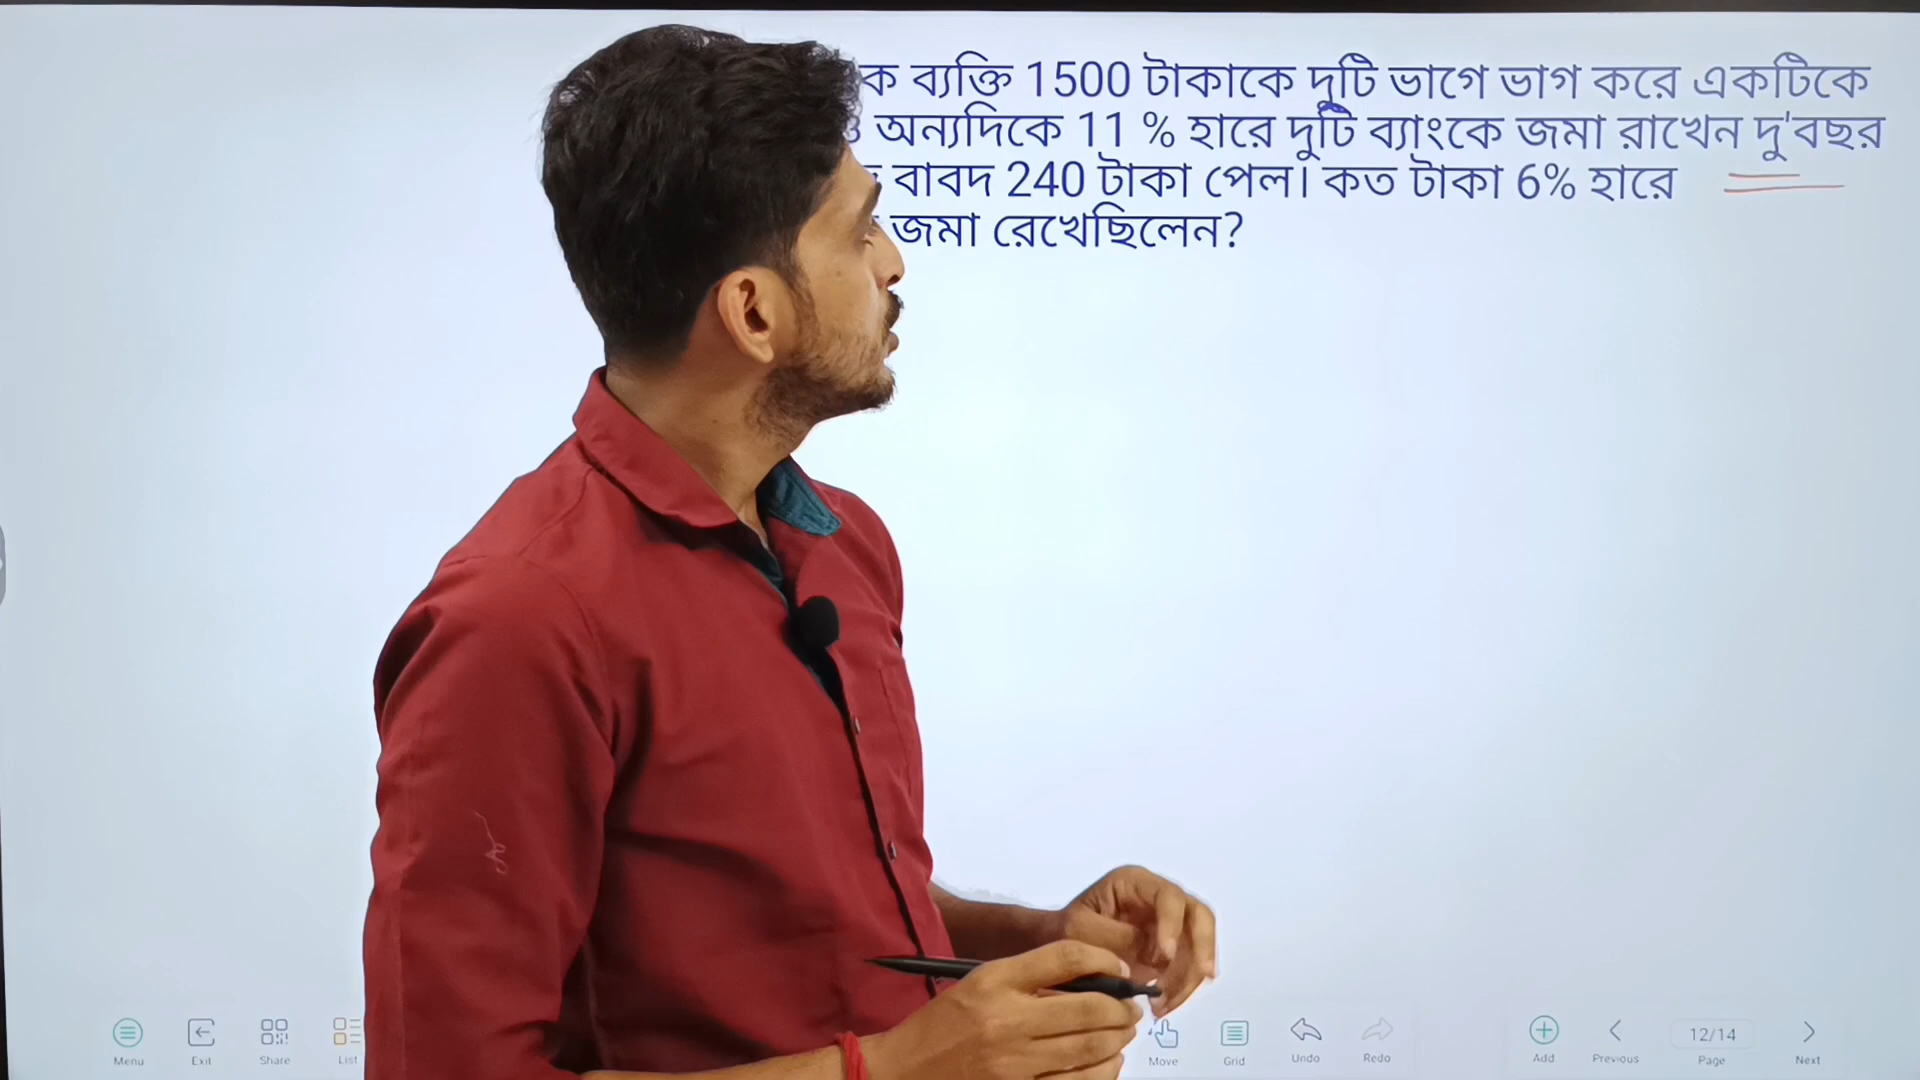 ব্যক্তি 1500 টাকাকে দুটি ভাগে ভাগ করে একটিকে
অন্যদিকে 11 % হারে দুটি ব্যাংকে জমা রাখেন দু'বছর
বাবদ 240 টাকা পেল। কত টাকা 6% হারে
জমা রেখেছিলেন?
Menu
Exit
Share
List
Move
Grid
Undo
Redo
Add
Previous
12/14
Page
Next